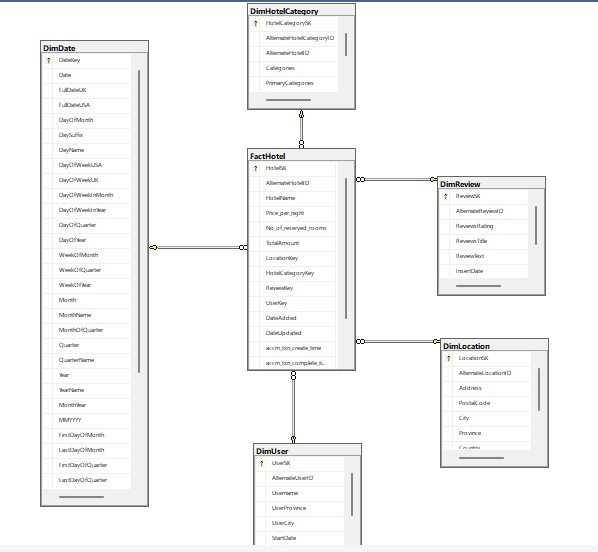 DimHotelCategory
HotelCategorySK
AlternateHotelCategoryID
AlternateHotelID
Categories
PrimaryCategories
DimDate
DateKey
Date
FullDateUK
FullDateUSA
DayOfMonth
DaySuffix
DayName
DayOfWeekUSA
DayOfWeekUK
DayOfWeekInMonth
DayOfWeekInYear
DayOfQuarter
DayOfYear
WeekOfMonth
WeekOfQuarter
WeekOfYear
Month
MonthName
MonthOfQuarter
Quarter
QuarterName
Year
YearName
MonthYear
MMYYYY
FirstDayOfMonth
LastDayOfMonth
FirstDayOfQuarter
LastDayOfQuarter
FactHotel
HotelSK
AlternateHotelID
HotelName
Price_per_night
No_of_reserved_rooms
TotalAmount
LocationKey
HotelCategoryKey
ReviewKey
UserKey
DateAdded
DateUpdated
accm_txn_create_time
accm_txn_complete_ti...
DimReview
ReviewSK
AlternateReviewID
ReviewsRating
ReviewsTitle
ReviewText
InsertDate
DimLocation
LocationSK
AlternateLocationID
Address
PostalCode
City
Province
Country
DimUser
UserSK
AlternateUserID
Username
UserProvince
UserCity
StartDate